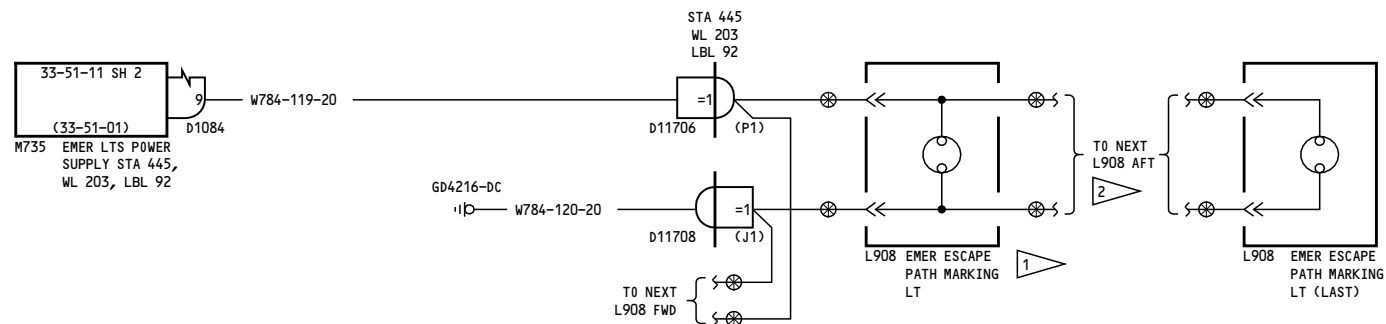 STA 445
WL 203
LBL 92
33-51-11 SH 2
(33-51-01)
9
D1084
W784-119-20
M735 EMER LTS POWER
SUPPLY STA 445,
WL 203, LBL 92
=1
D11706
(P1)
GD4216-DC
W784-120-20
=1
D11708
(J1)
TO NEXT
L908 FWD
L908 EMER ESCAPE
PATH MARKING
LT
1
TO NEXT
L908 AFT
2
L908 EMER ESCAPE
PATH MARKING
LT (LAST)